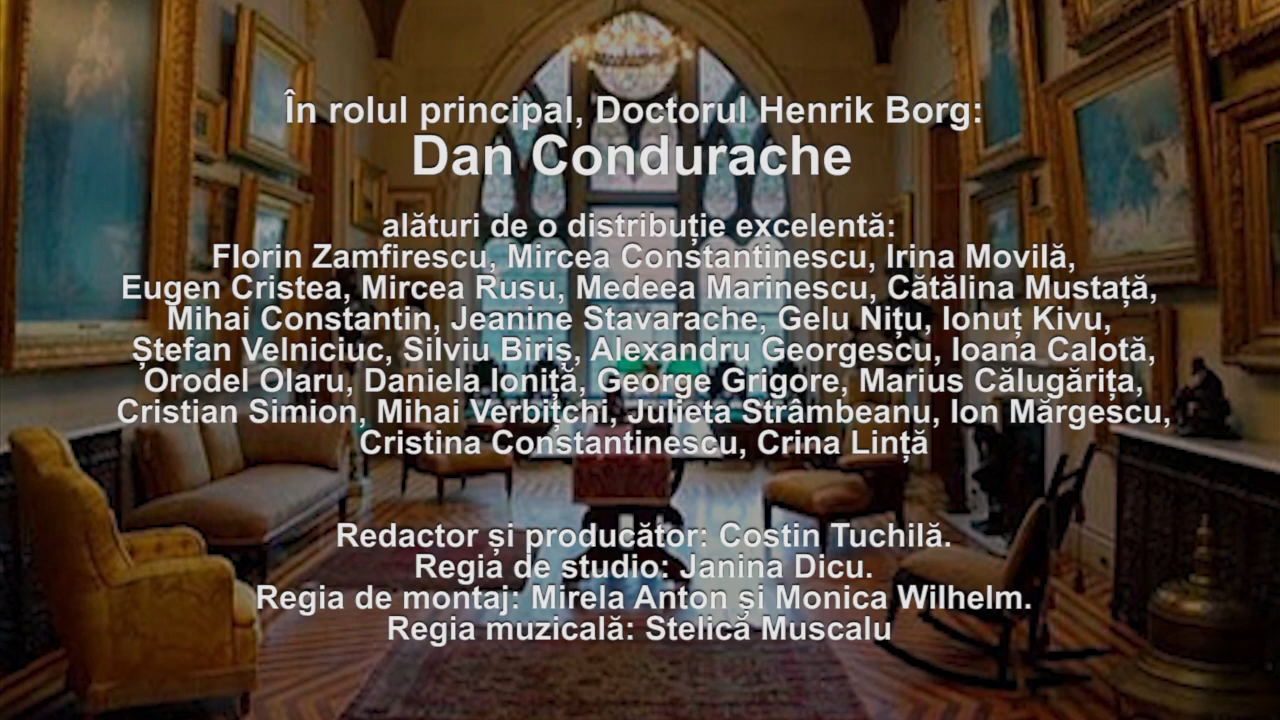 În rolul principal, Doctorul Henrik Borg:
Dan Condurache
alături de o distribuție excelentă:
Florin Zamfirescu, Mircea Constantinescu, Irina Movilă,
Eugen Cristea, Mircea Rusu, Medeea Marinescu, Cătălina Mustață,
Mihai Constantin, Jeanine Stavarache, Gelu Nițu, Ionuț Kivu,
Ștefan Velniciuc, Silviu Biriș, Alexandru Georgescu, Ioana Calotă,
Orodel Olaru, Daniela Ioniță, George Grigore, Marius Călugărița,
Cristian Simion, Mihai Verbițchi, Julieta Strâmbeanu, Ion Mărgescu,
Cristina Constantinescu, Crina Lință
Redactor și producător: Costin Tuchilă.
Regia de studio: Janina Dicu.
Regia de montaj: Mirela Anton și Monica Wilhelm.
Regia muzicală: Stelică Muscalu